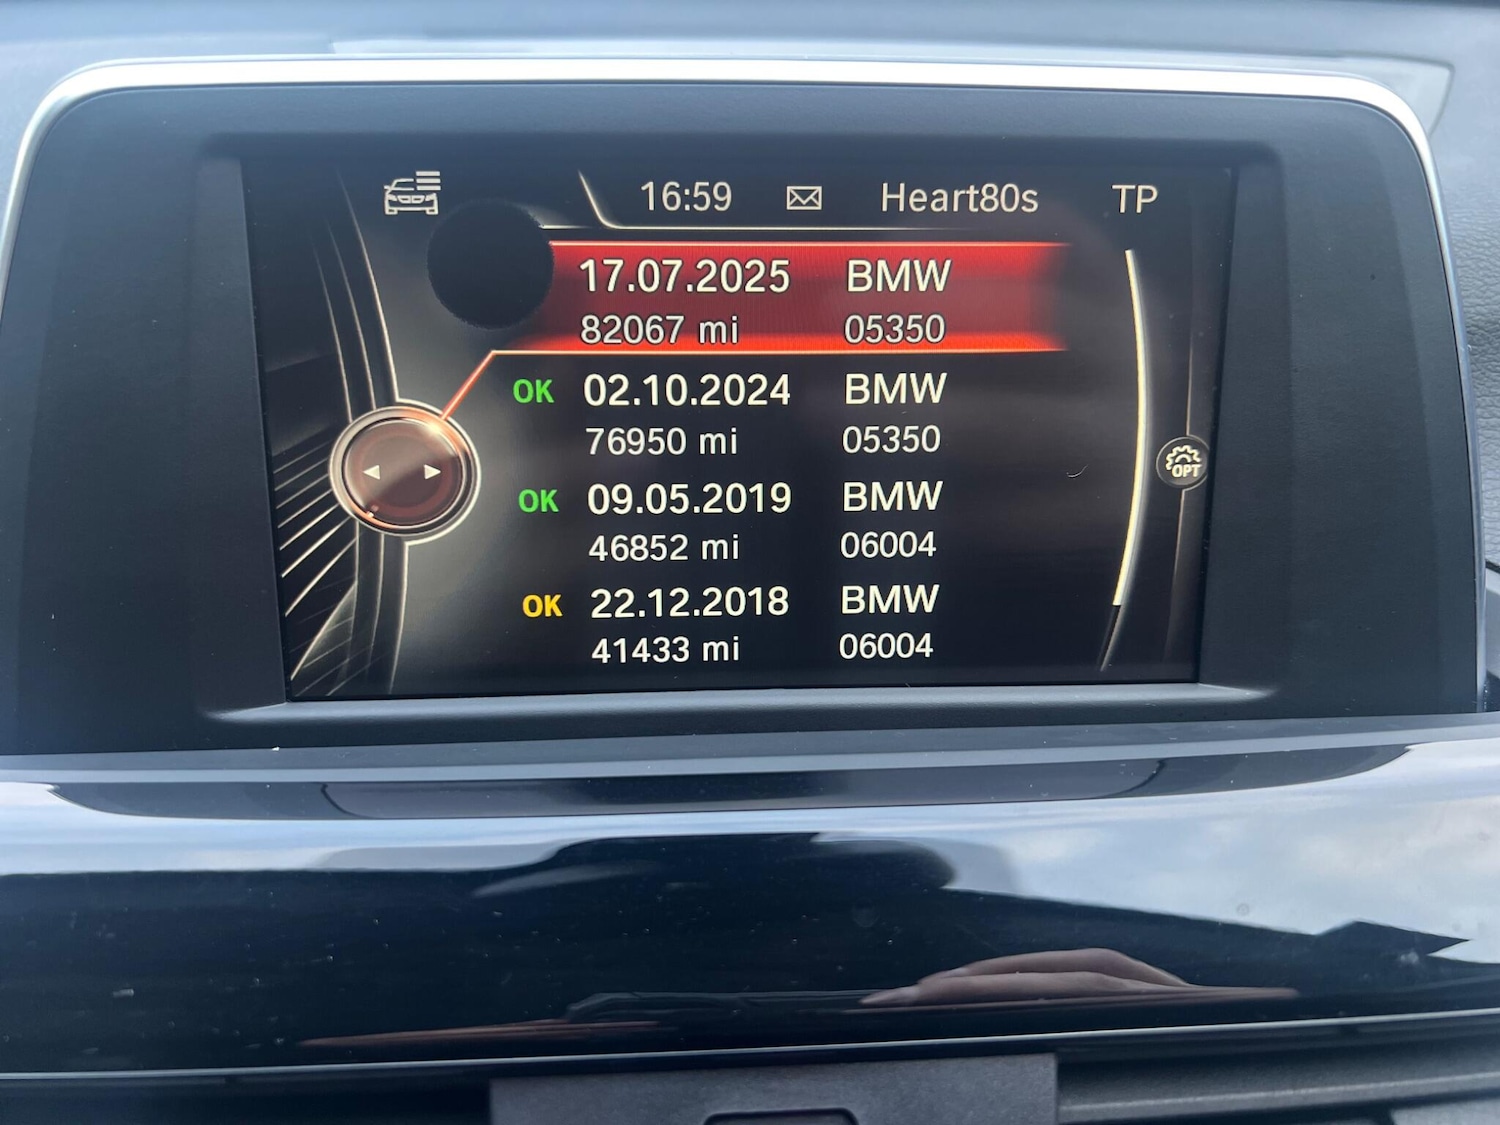 16:59 Heart80s TP
17.07.2025 BMW
82067 mi 05350
OK 02.10.2024 BMW
76950 mi 05350
OK 09.05.2019 BMW
46852 mi 06004
OK 22.12.2018 BMW
41433 mi 06004
OPT